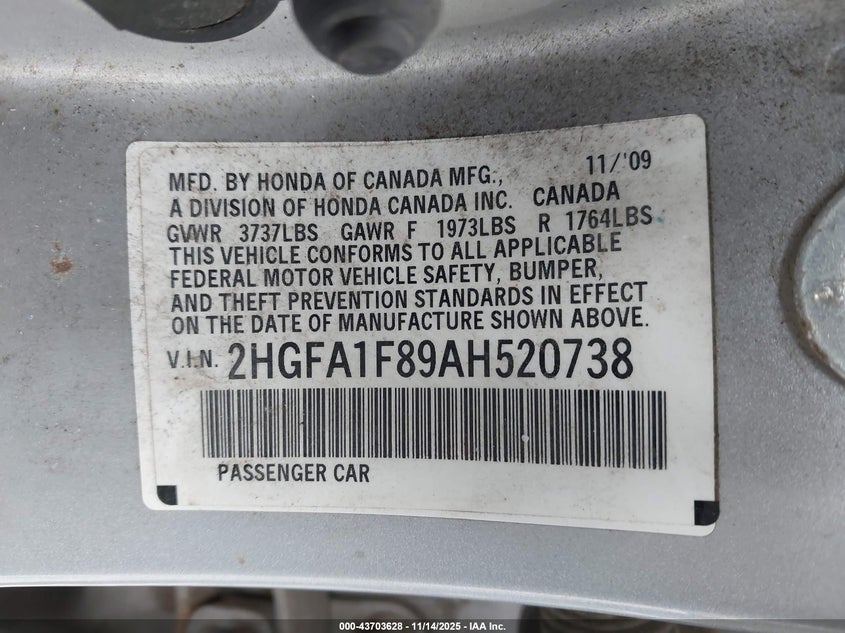 MFD. BY HONDA OF CANADA MFG., 11/'09
A DIVISION OF HONDA CANADA INC. CANADA
GVWR 3737LBS GAWR F 1973LBS R 1764LBS
THIS VEHICLE CONFORMS TO ALL APPLICABLE
FEDERAL MOTOR VEHICLE SAFETY, BUMPER,
AND THEFT PREVENTION STANDARDS IN EFFECT
ON THE DATE OF MANUFACTURE SHOWN ABOVE.
V.I.N. 2HGFA1F89AH520738
PASSENGER CAR
000-43703628 - 11/14/2025 - IAA Inc.